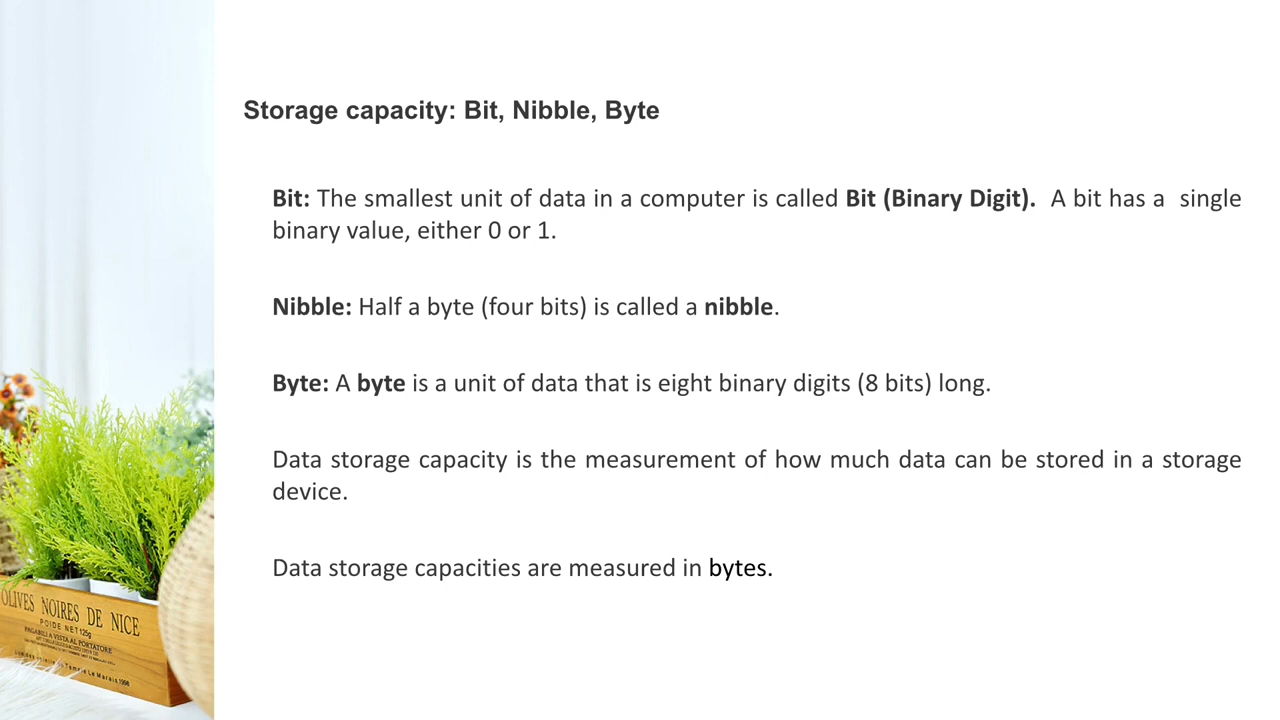 Storage capacity: Bit, Nibble, Byte
Bit: The smallest unit of data in a computer is called Bit (Binary Digit). A bit has a single
binary value, either 0 or 1.
Nibble: Half a byte (four bits) is called a nibble.
Byte: A byte is a unit of data that is eight binary digits (8 bits) long.
Data storage capacity is the measurement of how much data can be stored in a storage
device.
Data storage capacities are measured in bytes.
OLIVES NOIRES DE NICE
POIDE NET 125g
PAGABILI A VISTA AL PORTATORE